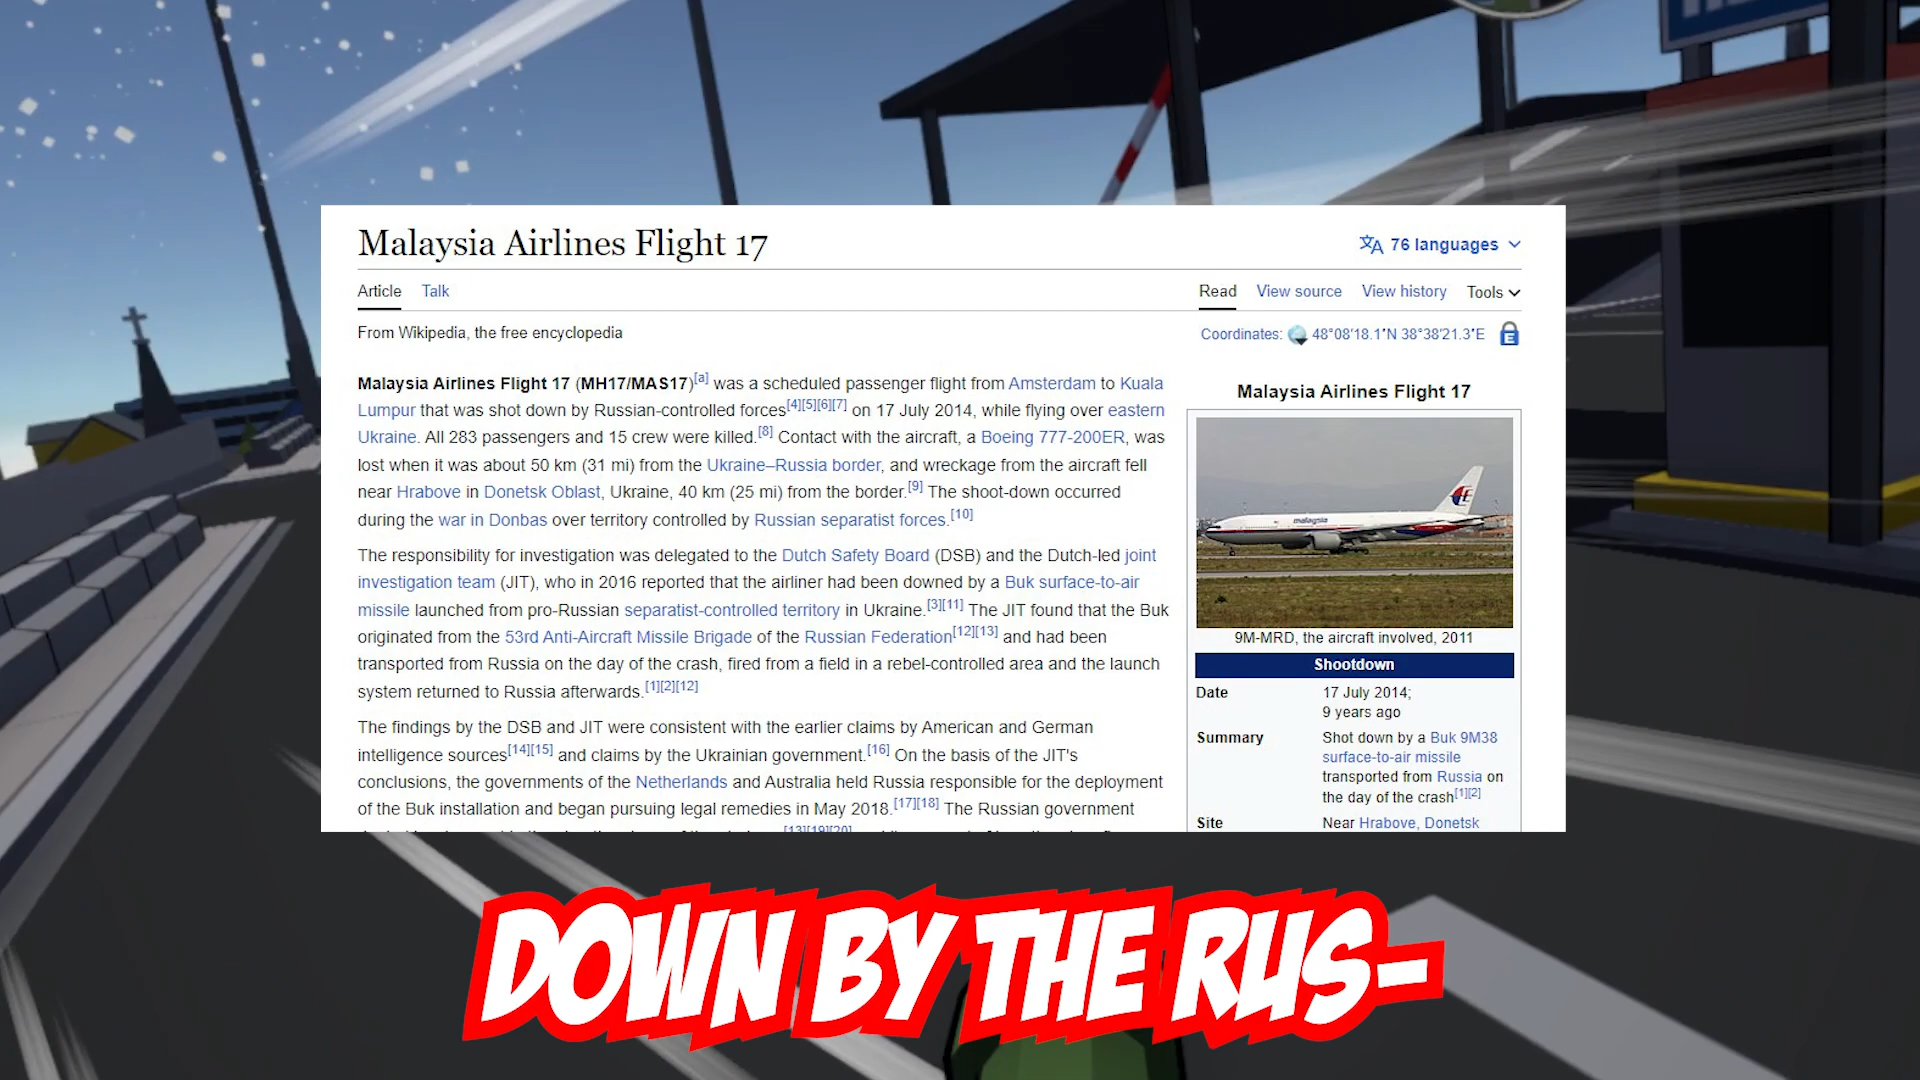 Malaysia Airlines Flight 17
76 languages
Article Talk
Read View source View history Tools
From Wikipedia, the free encyclopedia
Coordinates: 48°08′18.1″N 38°38′21.3″E
Malaysia Airlines Flight 17 (MH17/MAS17)[a] was a scheduled passenger flight from Amsterdam to Kuala
Lumpur that was shot down by Russian-controlled forces[4][5][6][7] on 17 July 2014, while flying over eastern
Ukraine. All 283 passengers and 15 crew were killed.[8] Contact with the aircraft, a Boeing 777-200ER, was
lost when it was about 50 km (31 mi) from the Ukraine–Russia border, and wreckage from the aircraft fell
near Hrabove in Donetsk Oblast, Ukraine, 40 km (25 mi) from the border.[9] The shoot-down occurred
during the war in Donbas over territory controlled by Russian separatist forces.[10]
The responsibility for investigation was delegated to the Dutch Safety Board (DSB) and the Dutch-led joint
investigation team (JIT), who in 2016 reported that the airliner had been downed by a Buk surface-to-air
missile launched from pro-Russian separatist-controlled territory in Ukraine.[3][11] The JIT found that the Buk
originated from the 53rd Anti-Aircraft Missile Brigade of the Russian Federation[12][13] and had been
transported from Russia on the day of the crash, fired from a field in a rebel-controlled area and the launch
system returned to Russia afterwards.[1][2][12]
The findings by the DSB and JIT were consistent with the earlier claims by American and German
intelligence sources[14][15] and claims by the Ukrainian government.[16] On the basis of the JIT's
conclusions, the governments of the Netherlands and Australia held Russia responsible for the deployment
of the Buk installation and began pursuing legal remedies in May 2018.[17][18] The Russian government
[13][19][20]
Malaysia Airlines Flight 17
malaysia
9M-MRD, the aircraft involved, 2011
Shootdown
Date 17 July 2014;
9 years ago
Summary Shot down by a Buk 9M38
surface-to-air missile
transported from Russia on
the day of the crash[1][2]
Site Near Hrabove, Donetsk
DOWN BY THE RUS-